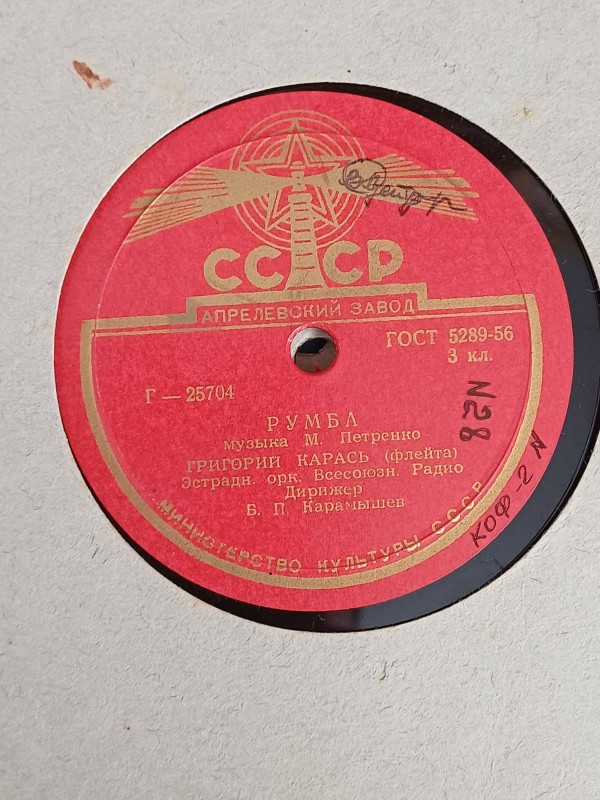 СССР
АПРЕЛЕВСКИЙ ЗАВОД
ГОСТ 5289-56
3 кл.
Г — 25704
РУМБА
музыка М. Петренко
ГРИГОРИЙ КАРАСЬ (флейта)
Эстрадн. орк. Всесоюзн. Радио
Дирижер
Б. П. Карамышев
МИНИСТЕРСТВО КУЛЬТУРЫ СССР
N28
КОФ-2 N